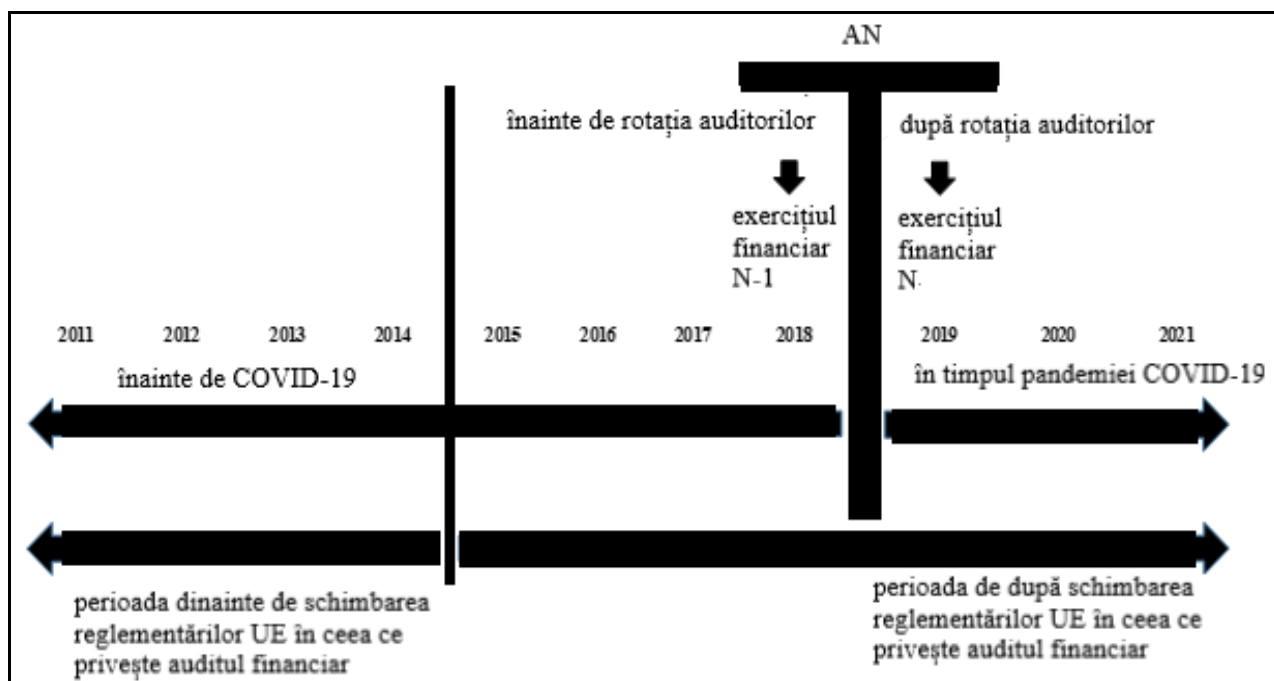 AN
înainte de rotația auditorilor
după rotația auditorilor
exercițiul
financiar
N-1
exercițiul
financiar
N
2011 2012 2013 2014 2015 2016 2017 2018 2019 2020 2021
înainte de COVID-19
în timpul pandemiei COVID-19
perioada dinainte de schimbarea
reglementărilor UE în ceea ce
privește auditul financiar
perioada de după schimbarea
reglementărilor UE în ceea ce
privește auditul financiar